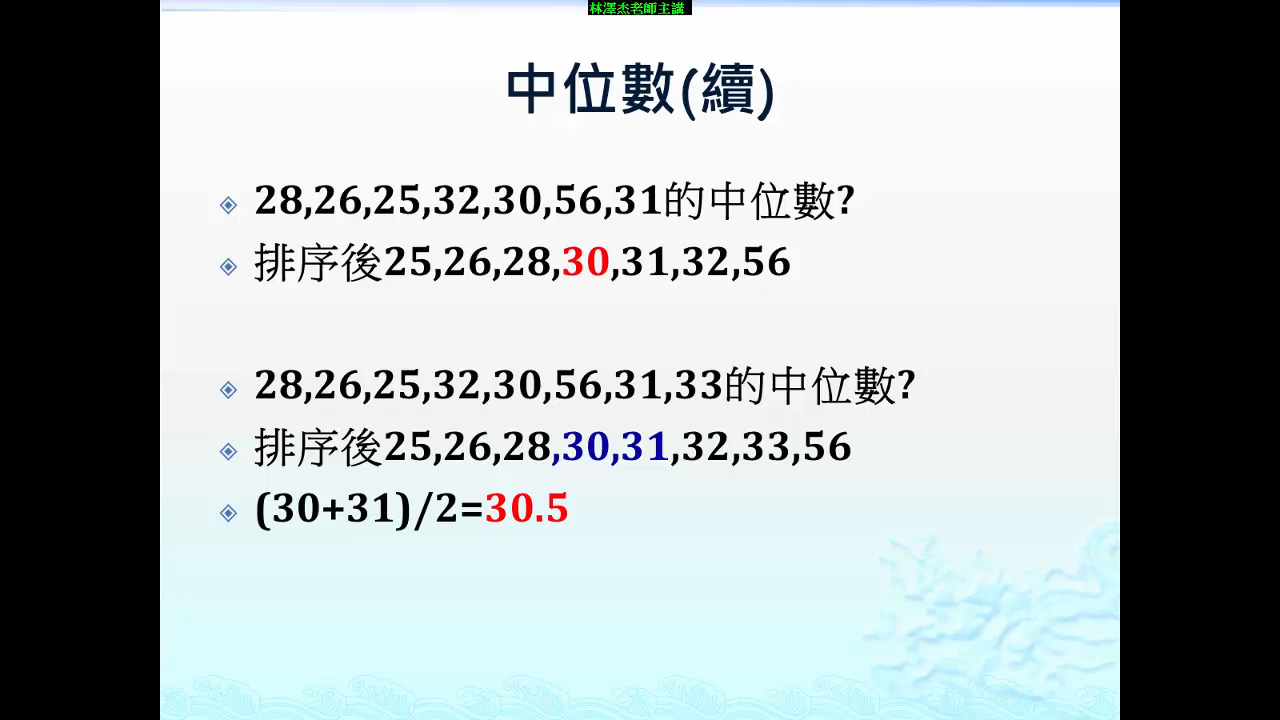 林澤杰老師主講
中位數(續)
28,26,25,32,30,56,31的中位數?
排序後25,26,28,30,31,32,56
28,26,25,32,30,56,31,33的中位數?
排序後25,26,28,30,31,32,33,56
(30+31)/2=30.5